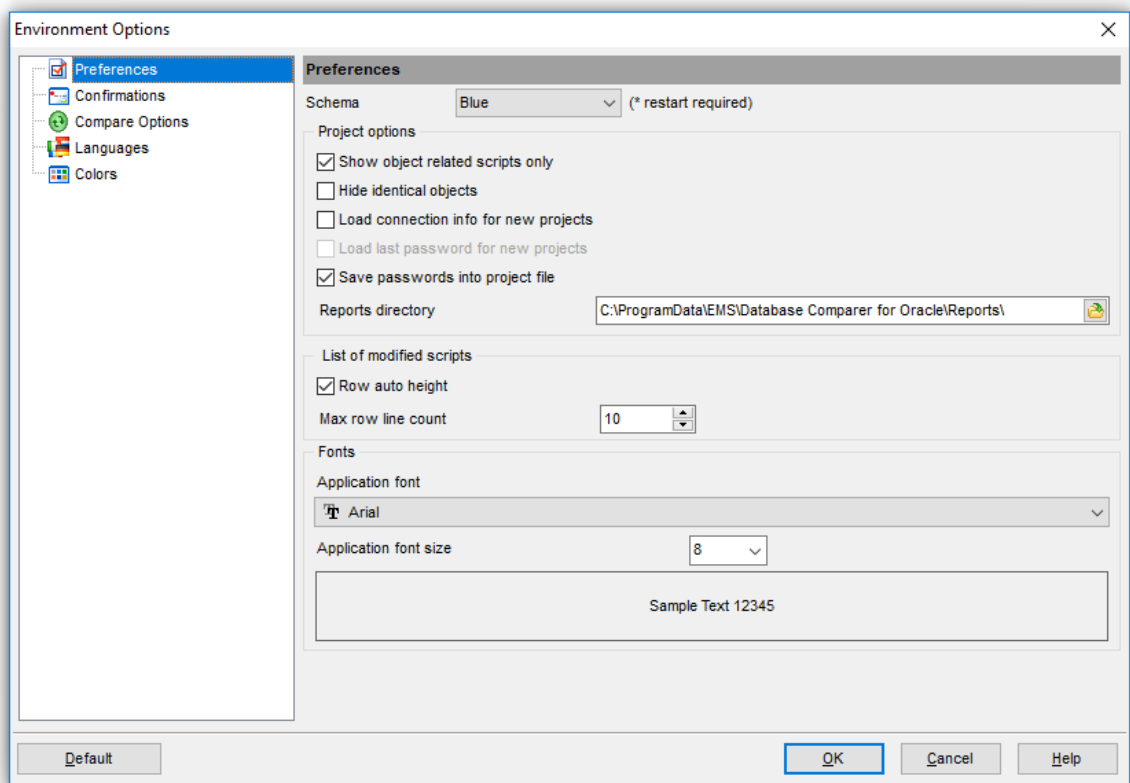 Environment Options
Preferences
Confirmations
Compare Options
Languages
Colors
Preferences
Schema Blue (* restart required)
Project options
Show object related scripts only
Hide identical objects
Load connection info for new projects
Load last password for new projects
Save passwords into project file
Reports directory C:\ProgramData\EMS\Database Comparer for Oracle\Reports\
List of modified scripts
Row auto height
Max row line count 10
Fonts
Application font
Arial
Application font size 8
Sample Text 12345
Default OK Cancel Help